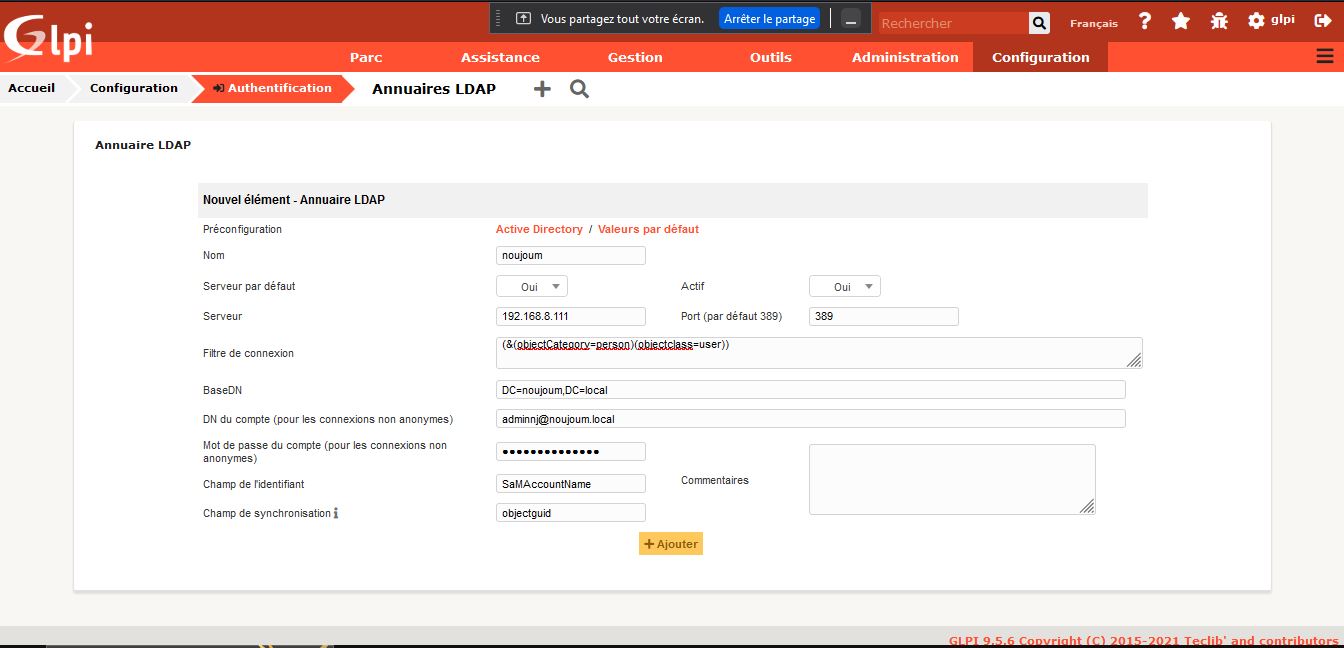 Glpi
Vous partagez tout votre écran. Arrêter le partage
Rechercher Français ? glpi
Parc Assistance Gestion Outils Administration Configuration
Accueil Configuration Authentification Annuaires LDAP
Annuaire LDAP
Nouvel élément - Annuaire LDAP
Préconfiguration Active Directory / Valeurs par défaut
Nom noujoum
Serveur par défaut Oui Actif Oui
Serveur 192.168.8.111 Port (par défaut 389) 389
Filtre de connexion (&(objectCategory=person)(objectclass=user))
BaseDN DC=noujoum,DC=local
DN du compte (pour les connexions non anonymes) adminnj@noujoum.local
Mot de passe du compte (pour les connexions non
anonymes) ••••••••••••••
Champ de l'identifiant SaMAccountName Commentaires
Champ de synchronisation objectguid
+ Ajouter
GLPI 9.5.6 Copyright (C) 2015-2021 Teclib' and contributors